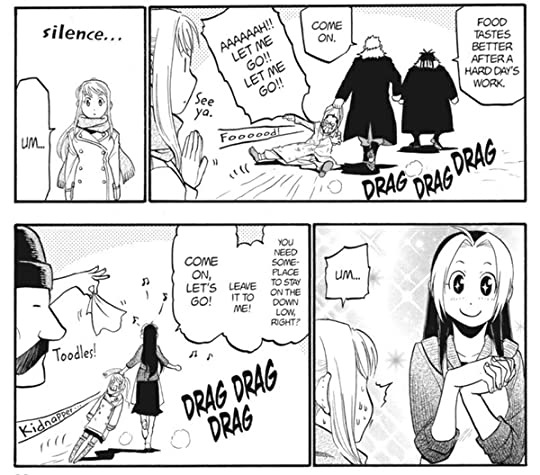 FOOD
TASTES
BETTER
AFTER A
HARD DAY'S
WORK.
COME
ON.
AAAAAAH!!
LET ME
GO!!
LET ME
GO!!
Foooood!
DRAG DRAG DRAG
See
ya.
silence...
UM...
UM...
YOU
NEED
SOME-
PLACE
TO STAY
ON THE
DOWN
LOW,
RIGHT?
LEAVE
IT TO
ME!
COME
ON,
LET'S
GO!
DRAG DRAG
DRAG
Toodles!
Kidnapper...